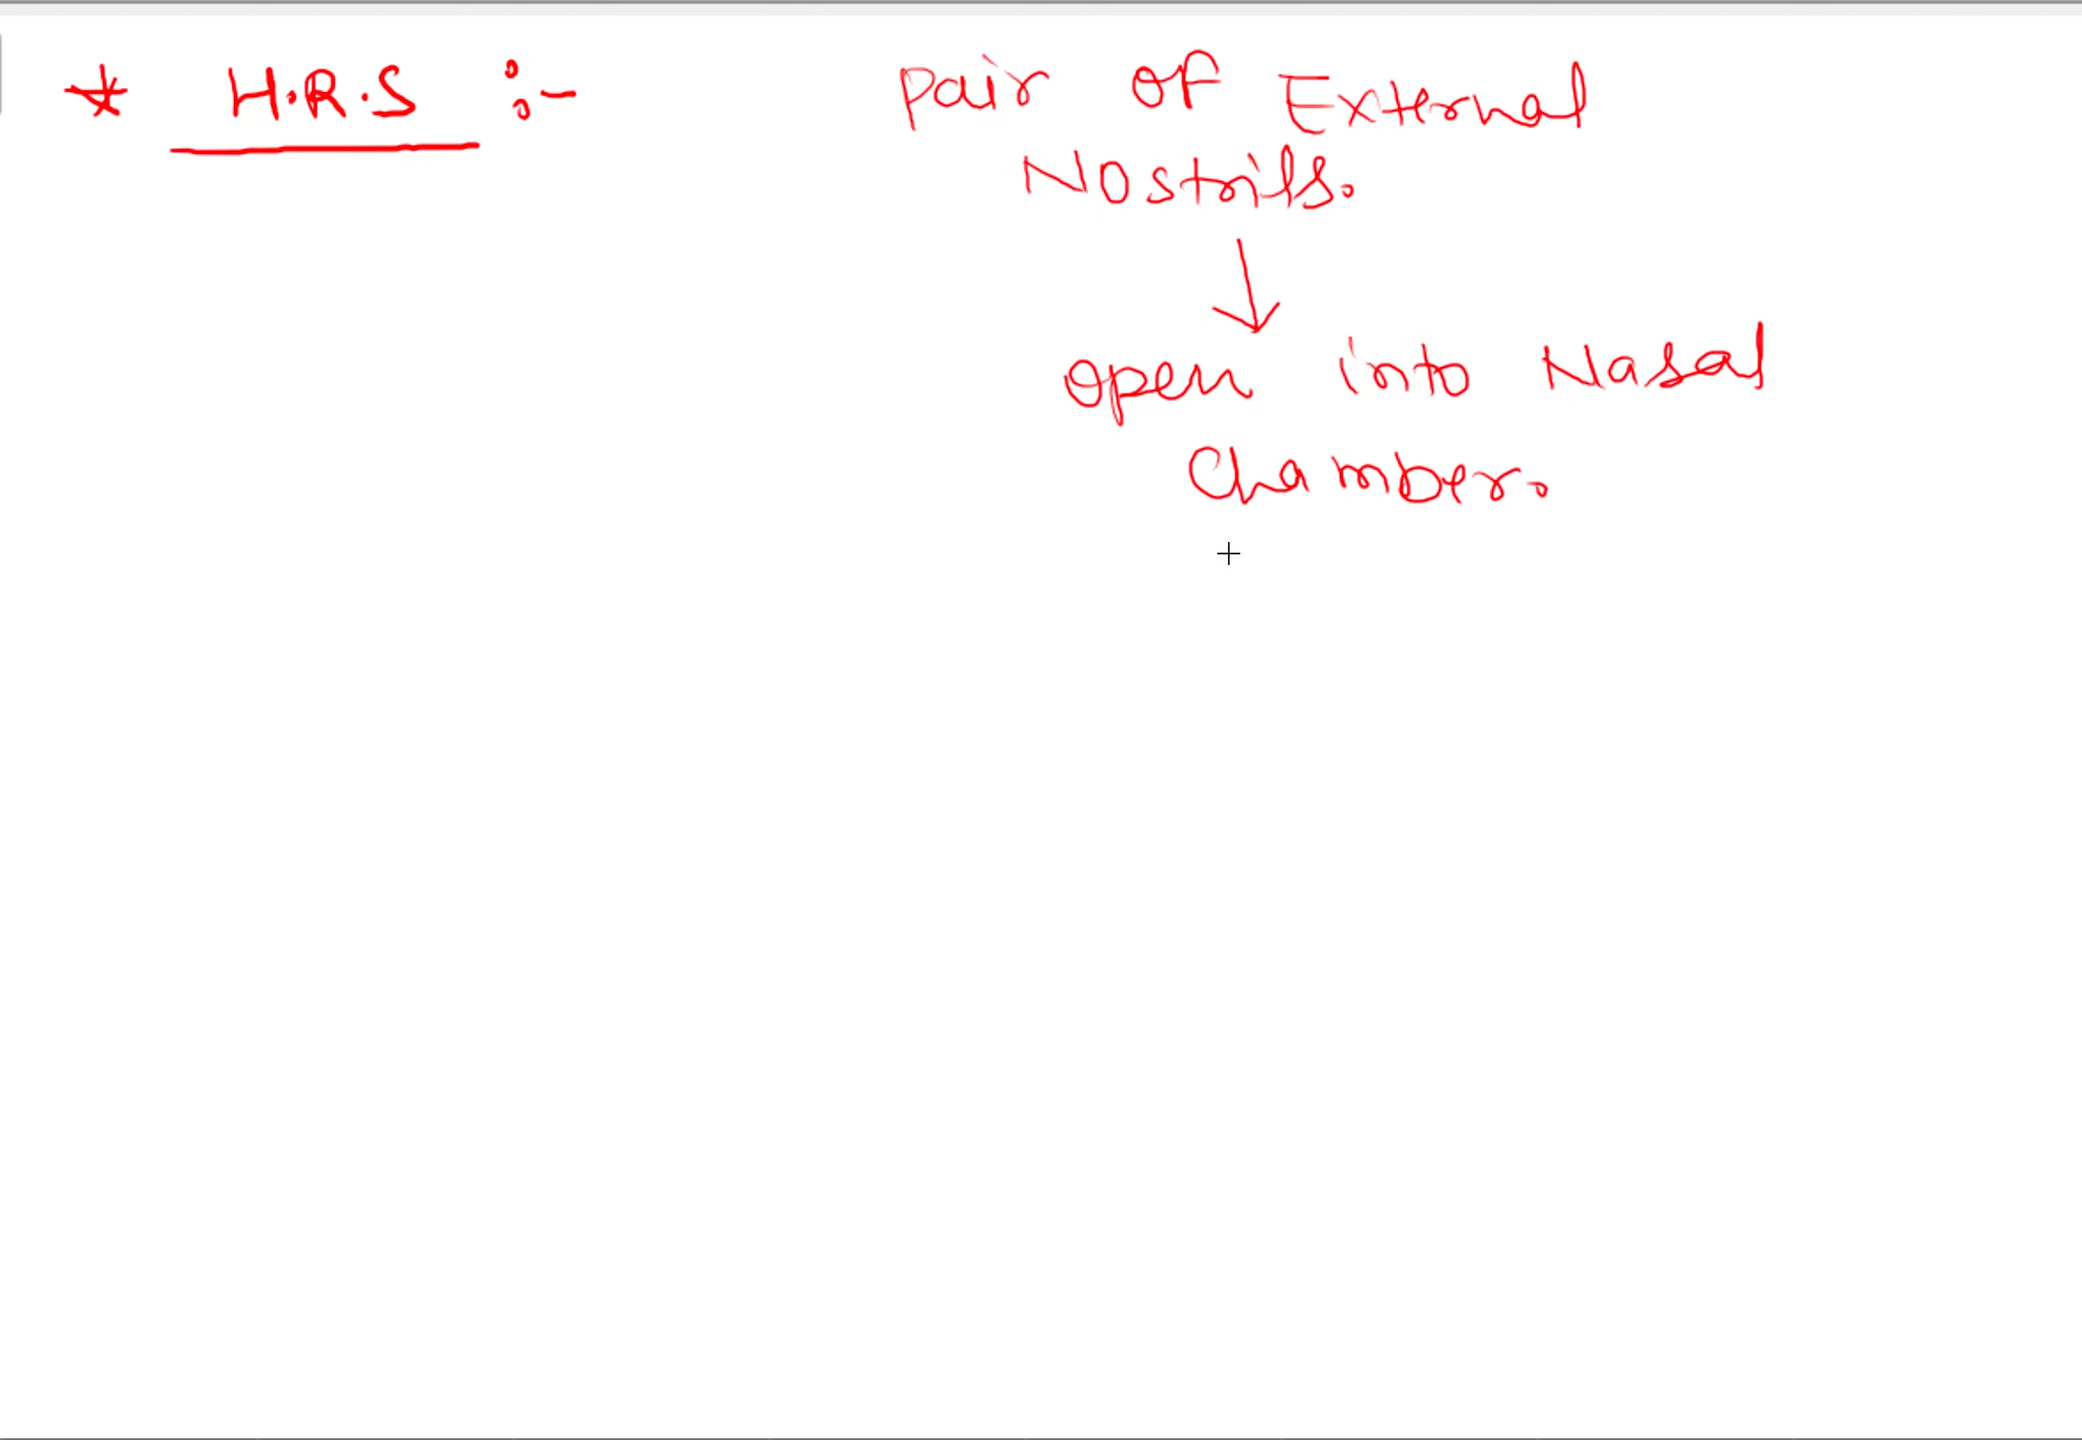 * H.R.S :-
Pair of External
Nostrils.
↓
open into Nasal
Chamber.